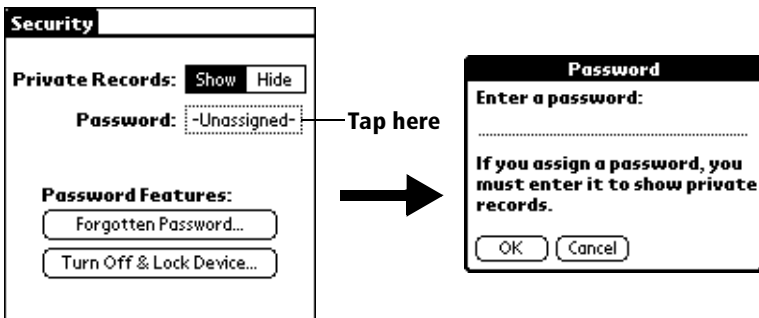 Security
Private Records: Show Hide
Password: -Unassigned-
Tap here
Password Features:
Forgotten Password...
Turn Off & Lock Device...
Password
Enter a password:
If you assign a password, you
must enter it to show private
records.
OK Cancel